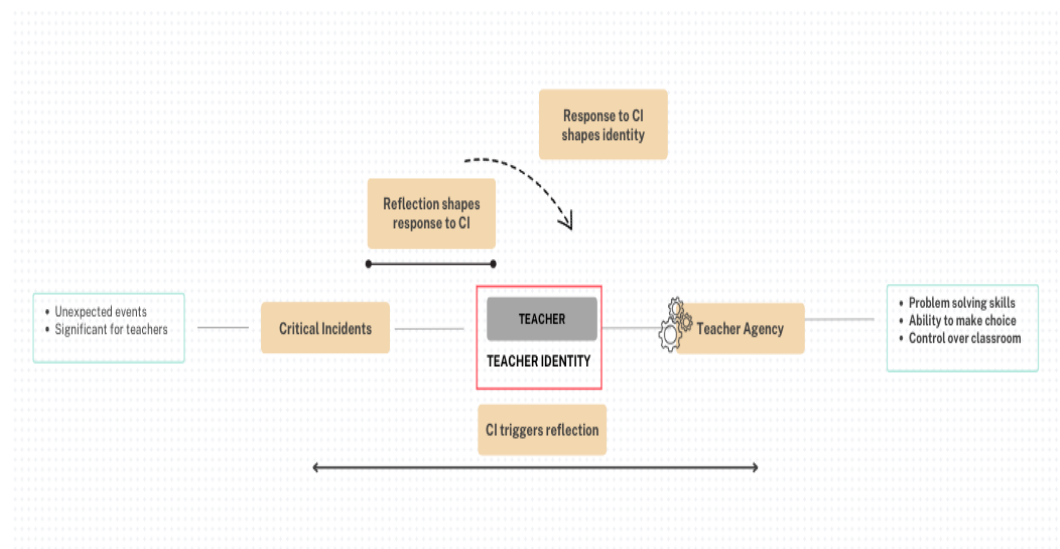 Response to CI
shapes identity
Reflection shapes
response to CI
• Unexpected events
• Significant for teachers
Critical Incidents
TEACHER
TEACHER IDENTITY
Teacher Agency
• Problem solving skills
• Ability to make choice
• Control over classroom
CI triggers reflection